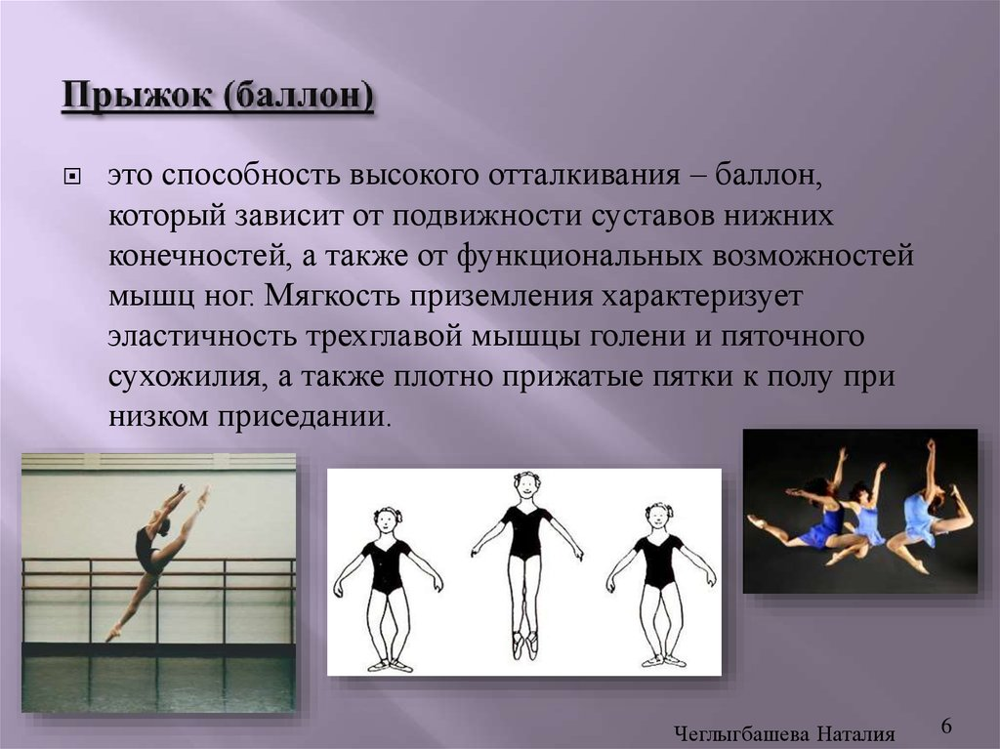 Прыжок (баллон)
это способность высокого отталкивания – баллон,
который зависит от подвижности суставов нижних
конечностей, а также от функциональных возможностей
мышц ног. Мягкость приземления характеризует
эластичность трехглавой мышцы голени и пяточного
сухожилия, а также плотно прижатые пятки к полу при
низком приседании.
Чеглыгбашева Наталия
6